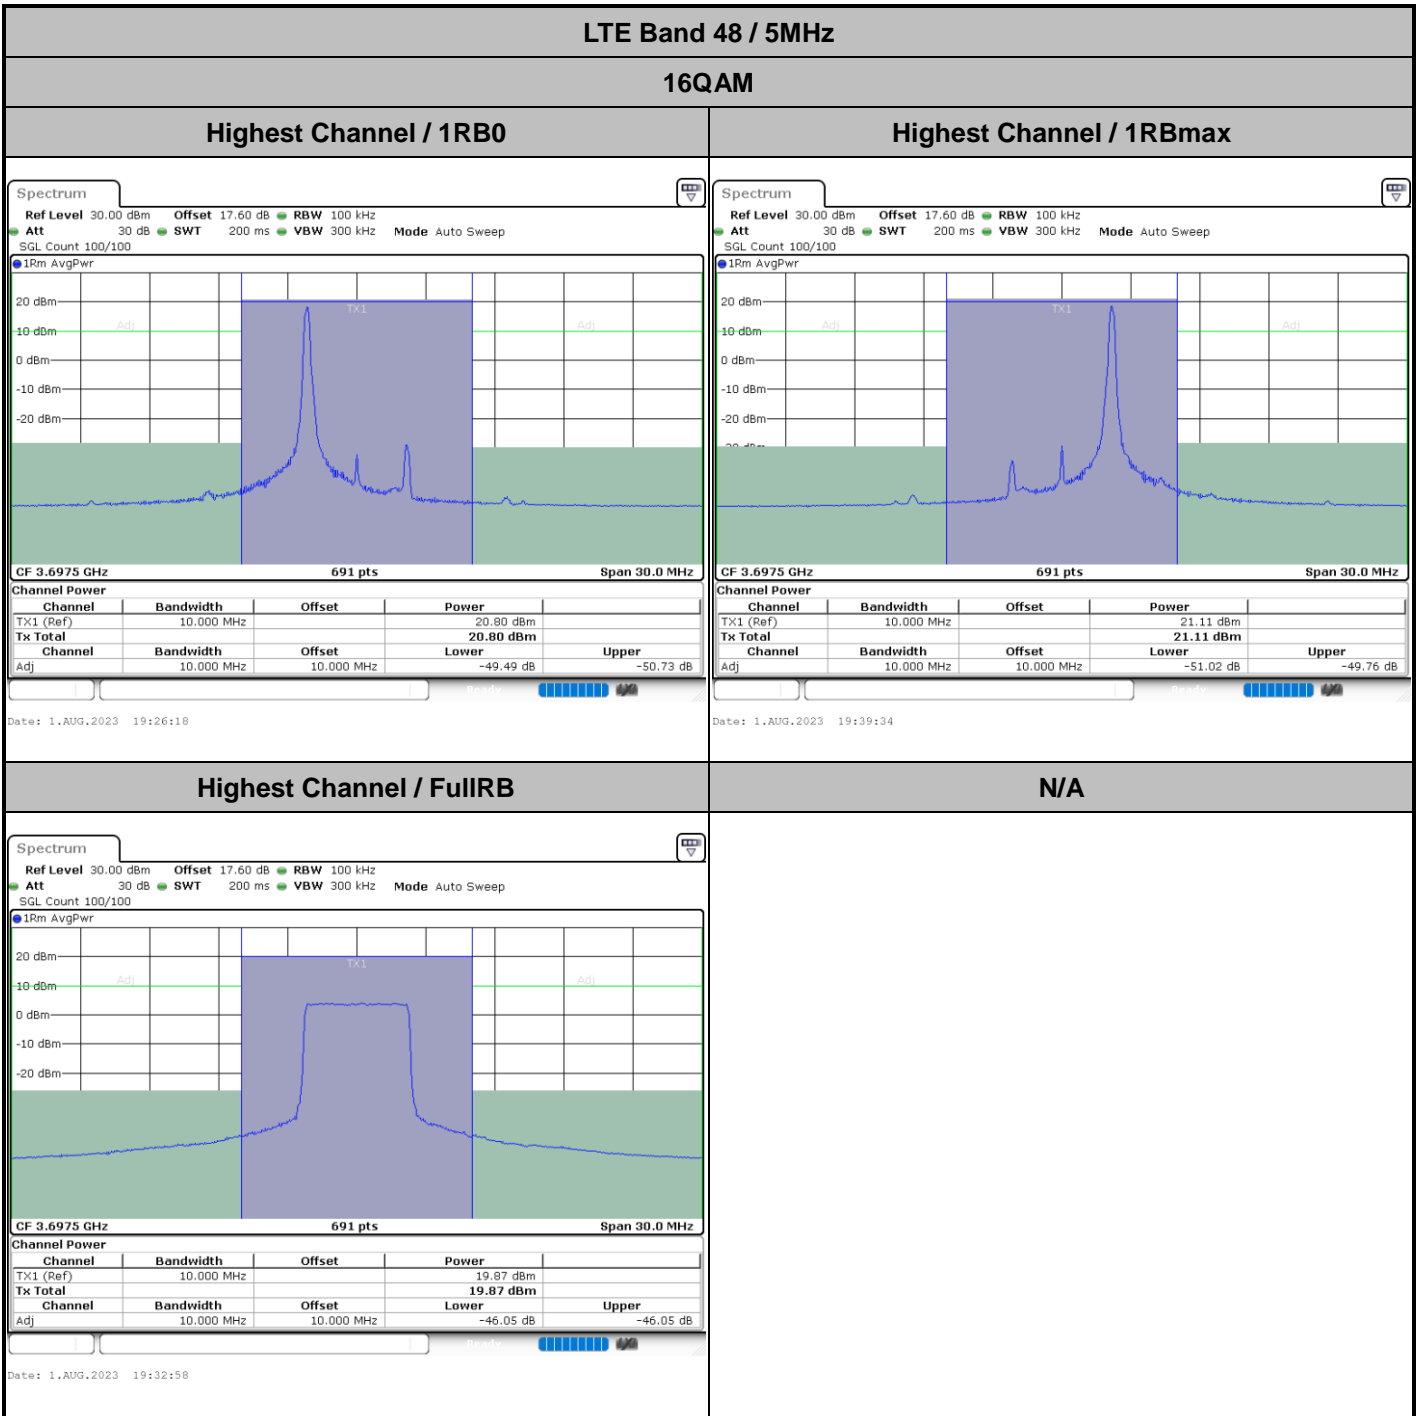 LTE Band 48 / 5MHz
16QAM
Highest Channel / 1RB0
Highest Channel / 1RBmax
Spectrum
Ref Level 30.00 dBm Offset 17.60 dB RBW 100 kHz
Att 30 dB SWT 200 ms VBW 300 kHz Mode Auto Sweep
SGL Count 100/100
1Rm AvgPwr
TX1
20 dBm
Adj
Adj
10 dBm
0 dBm
-10 dBm
-20 dBm
CF 3.6975 GHz 691 pts Span 30.0 MHz
Channel Power
Channel Bandwidth Offset Power
TX1 (Ref) 10.000 MHz 20.80 dBm
Tx Total 20.80 dBm
Channel Bandwidth Offset Lower Upper
Adj 10.000 MHz 10.000 MHz -49.49 dB -50.73 dB
Ready
Date: 1.AUG.2023 19:26:18
Spectrum
Ref Level 30.00 dBm Offset 17.60 dB RBW 100 kHz
Att 30 dB SWT 200 ms VBW 300 kHz Mode Auto Sweep
SGL Count 100/100
1Rm AvgPwr
TX1
20 dBm
Adj
Adj
10 dBm
0 dBm
-10 dBm
-20 dBm
CF 3.6975 GHz 691 pts Span 30.0 MHz
Channel Power
Channel Bandwidth Offset Power
TX1 (Ref) 10.000 MHz 21.11 dBm
Tx Total 21.11 dBm
Channel Bandwidth Offset Lower Upper
Adj 10.000 MHz 10.000 MHz -51.02 dB -49.76 dB
Ready
Date: 1.AUG.2023 19:39:34
Highest Channel / FullRB
N/A
Spectrum
Ref Level 30.00 dBm Offset 17.60 dB RBW 100 kHz
Att 30 dB SWT 200 ms VBW 300 kHz Mode Auto Sweep
SGL Count 100/100
1Rm AvgPwr
TX1
20 dBm
Adj
Adj
10 dBm
0 dBm
-10 dBm
-20 dBm
CF 3.6975 GHz 691 pts Span 30.0 MHz
Channel Power
Channel Bandwidth Offset Power
TX1 (Ref) 10.000 MHz 19.87 dBm
Tx Total 19.87 dBm
Channel Bandwidth Offset Lower Upper
Adj 10.000 MHz 10.000 MHz -46.05 dB -46.05 dB
Ready
Date: 1.AUG.2023 19:32:58